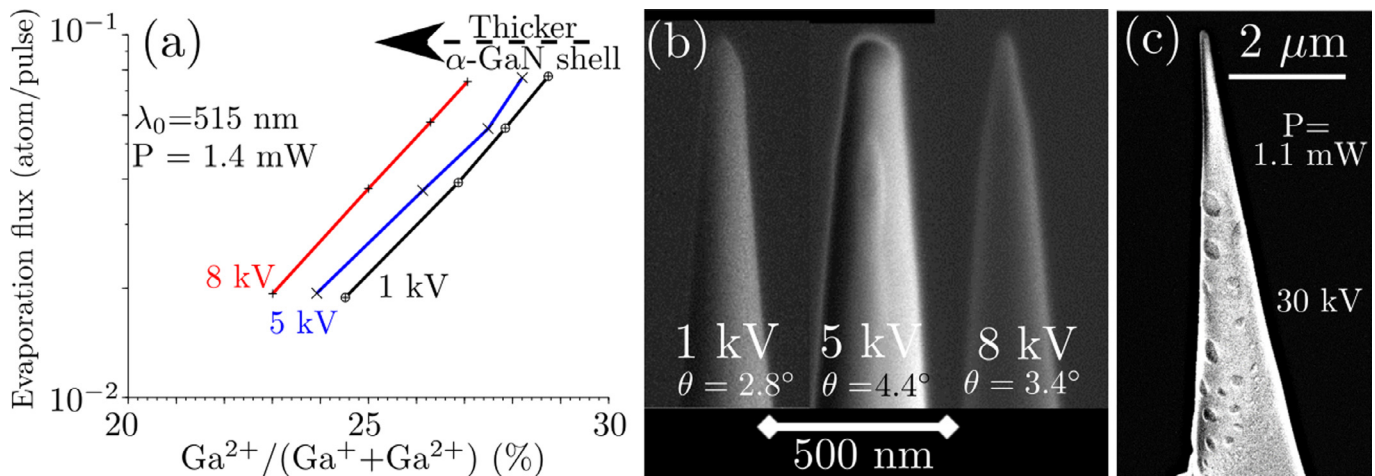 (a)
Thicker
α-GaN shell
λ₀=515 nm
P = 1.4 mW
8 kV
5 kV
1 kV
Evaporation flux (atom/pulse)
10⁻¹
10⁻²
20
25
30
Ga²⁺/(Ga⁺+Ga²⁺) (%)
(b)
1 kV
θ = 2.8°
5 kV
θ =4.4°
8 kV
θ = 3.4°
500 nm
(c)
2 μm
P=
1.1 mW
30 kV